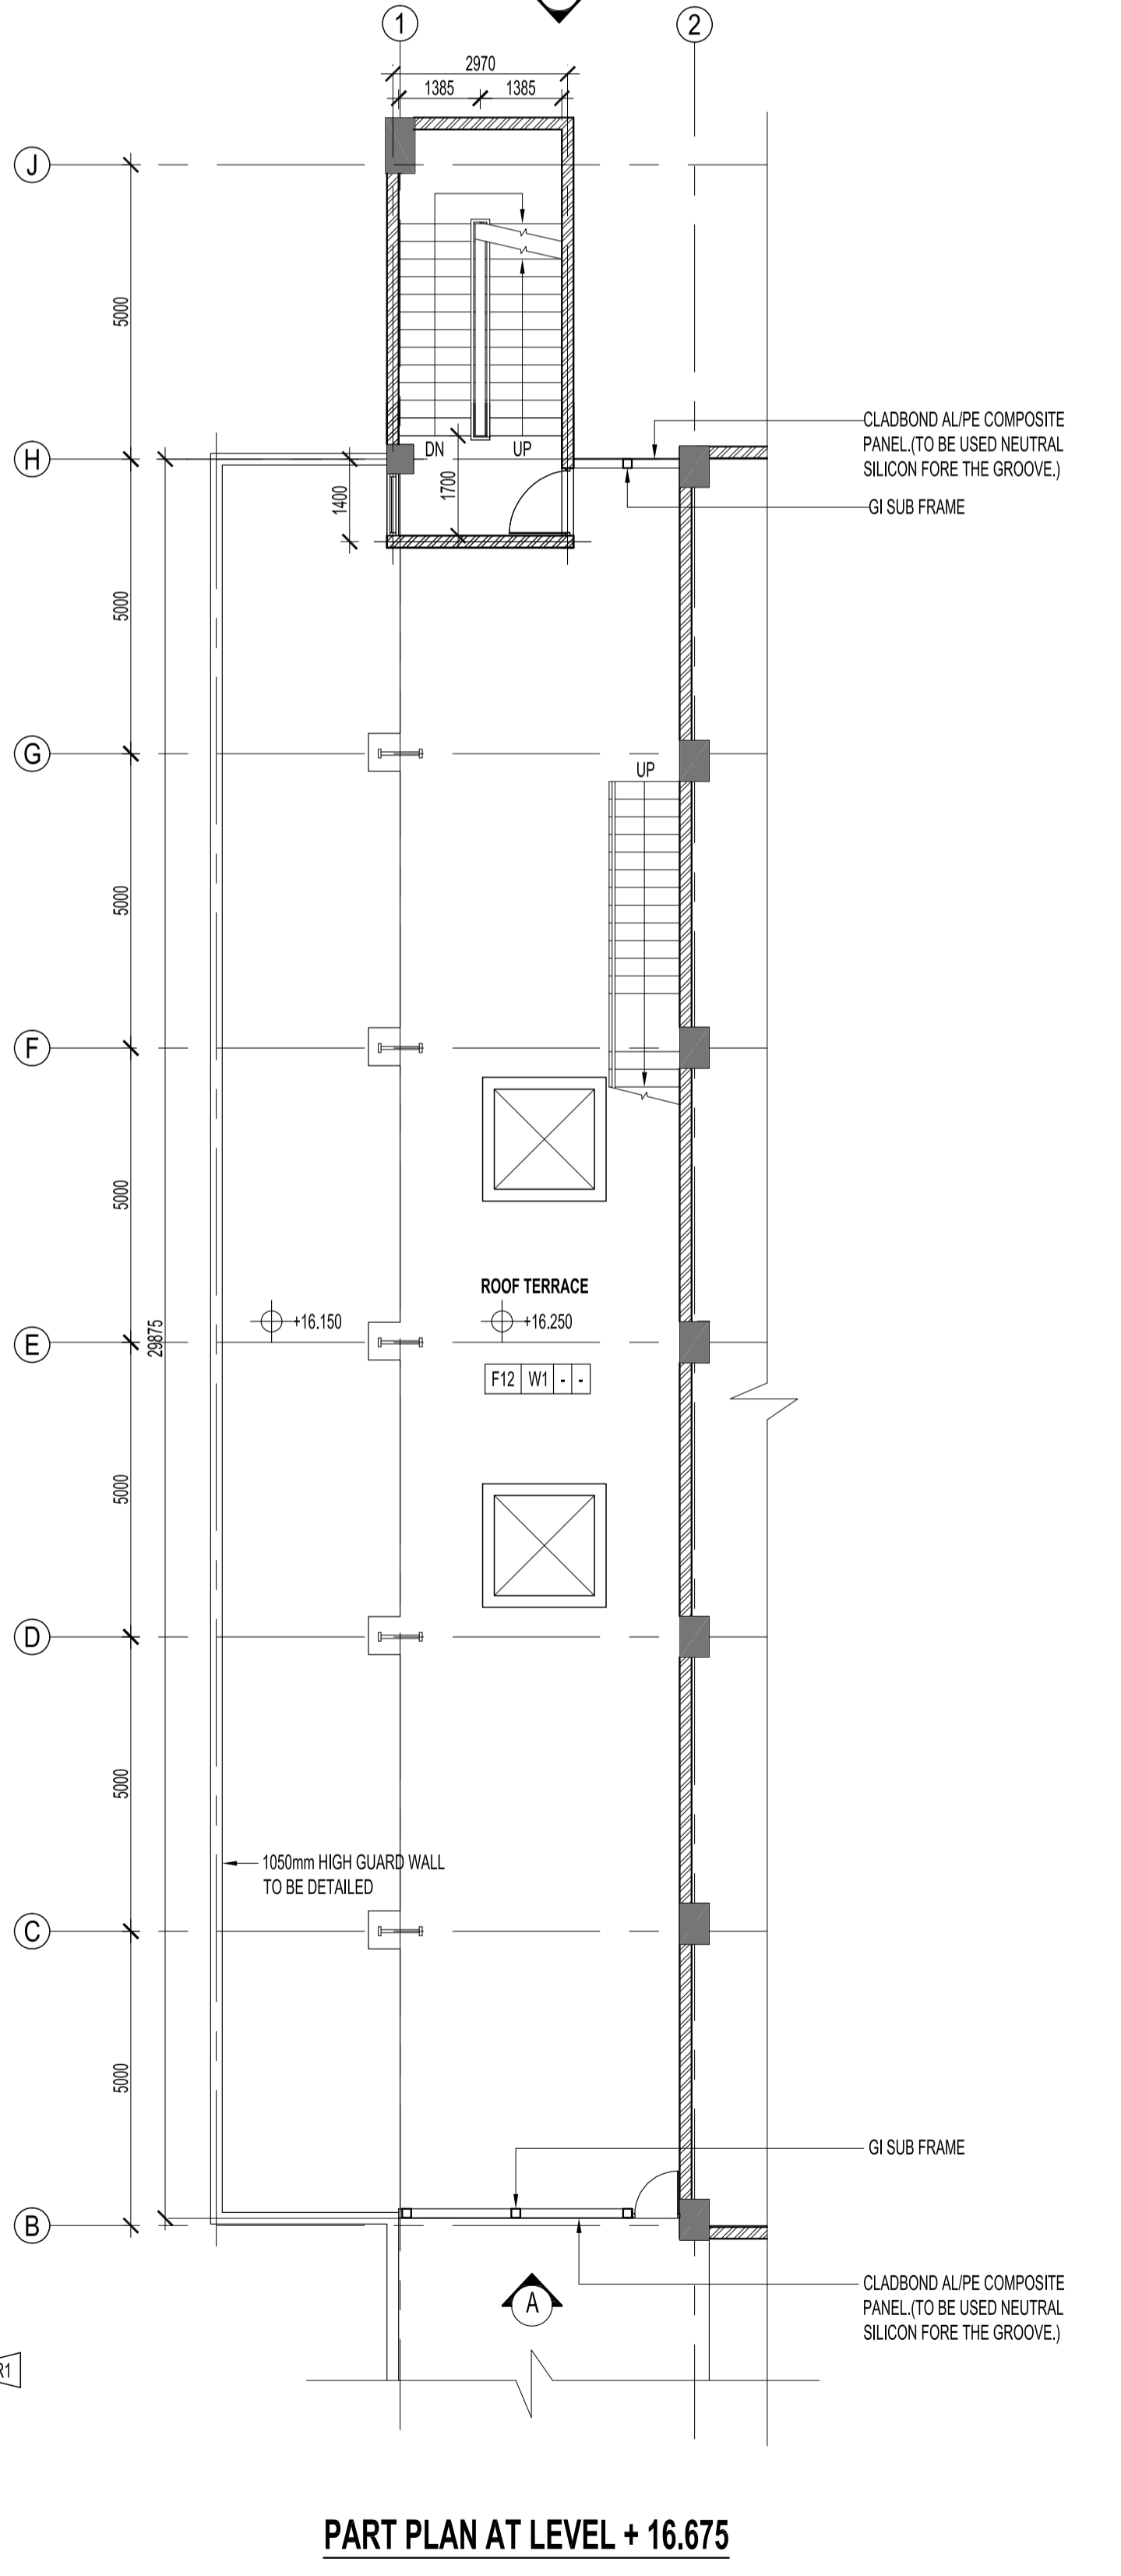 1
2
2970
1385
1385
J
5000
H
DN
UP
1400
1700
CLADBOND AL/PE COMPOSITE
PANEL.(TO BE USED NEUTRAL
SILICON FORE THE GROOVE.)
GI SUB FRAME
5000
G
UP
5000
F
5000
ROOF TERRACE
+16.150
+16.250
E
29875
F12 W1 - -
5000
D
5000
1050mm HIGH GUARD WALL
TO BE DETAILED
C
5000
GI SUB FRAME
B
A
CLADBOND AL/PE COMPOSITE
PANEL.(TO BE USED NEUTRAL
SILICON FORE THE GROOVE.)
R1
PART PLAN AT LEVEL + 16.675